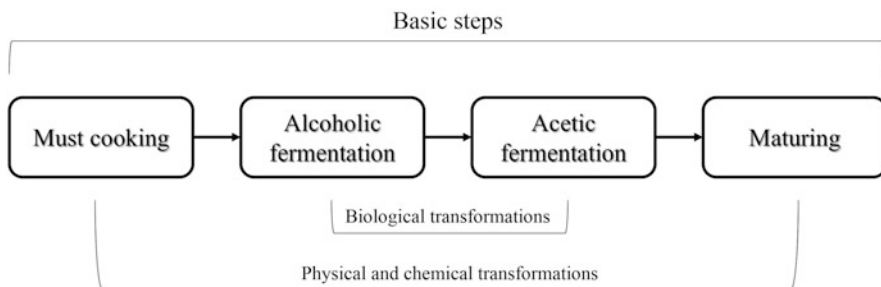 Basic steps
Must cooking
Alcoholic
fermentation
Acetic
fermentation
Maturing
Biological transformations
Physical and chemical transformations